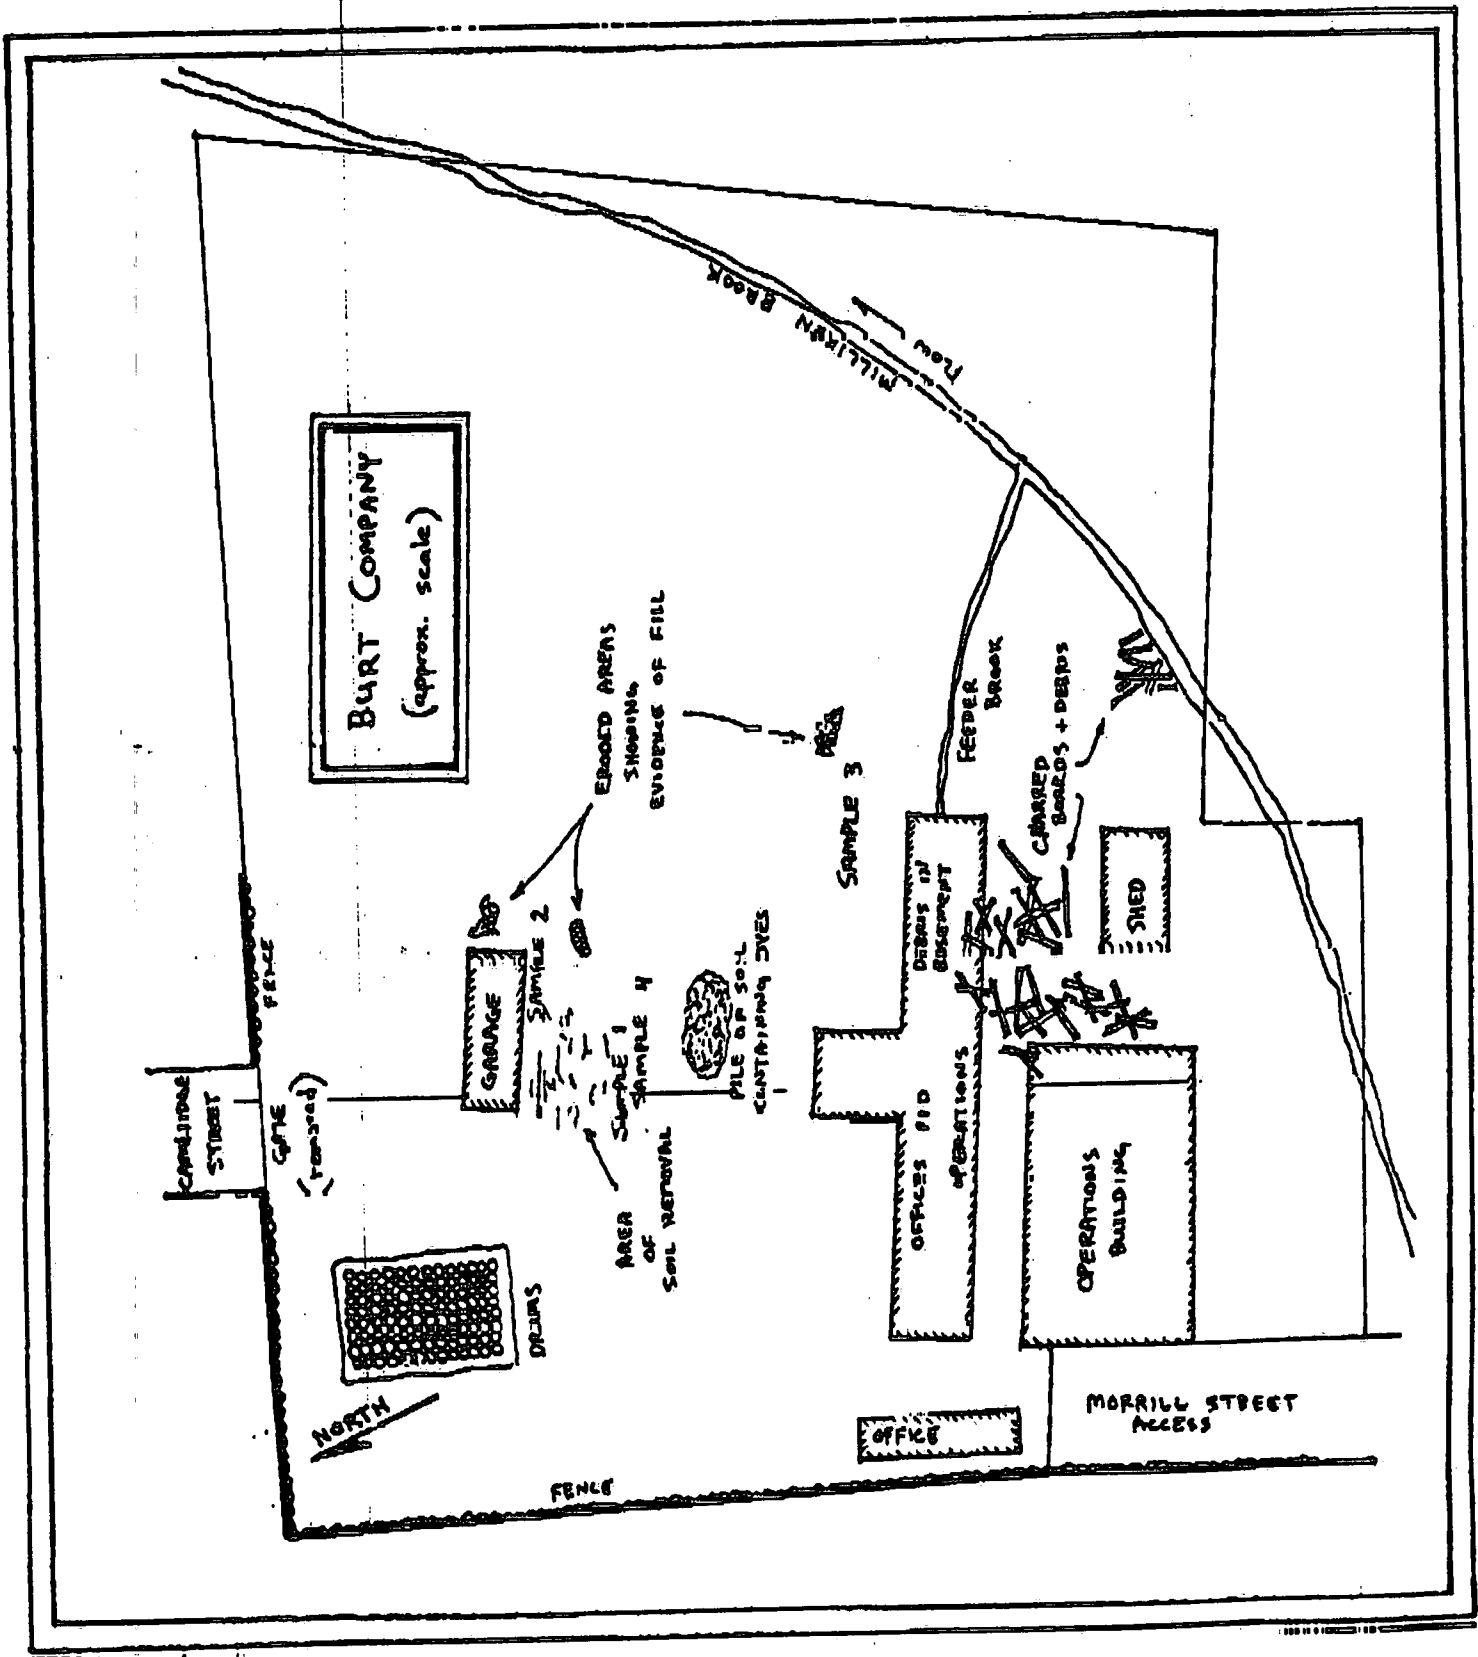 BURT COMPANY
(approx. scale)
MILLIKEN BROOK
FLOW
ERODED AREAS
SHOWING
EVIDENCE OF FILL
FEEDER
BROOK
CHARRED
BOARDS + DEBRIS
SAMPLE 3
SHED
DEBRIS IN
BASEMENT
FENCE
GARAGE
SAMPLE 2
SAMPLE 1
SAMPLE 4
PILE OF SOIL
CONTAINING DYES
STREET
GATE
(removed)
AREA
OF
SOIL REMOVAL
OFFICES AND
OPERATIONS
OPERATIONS
BUILDING
DRUMS
NORTH
OFFICE
MORRILL STREET
ACCESS
FENCE